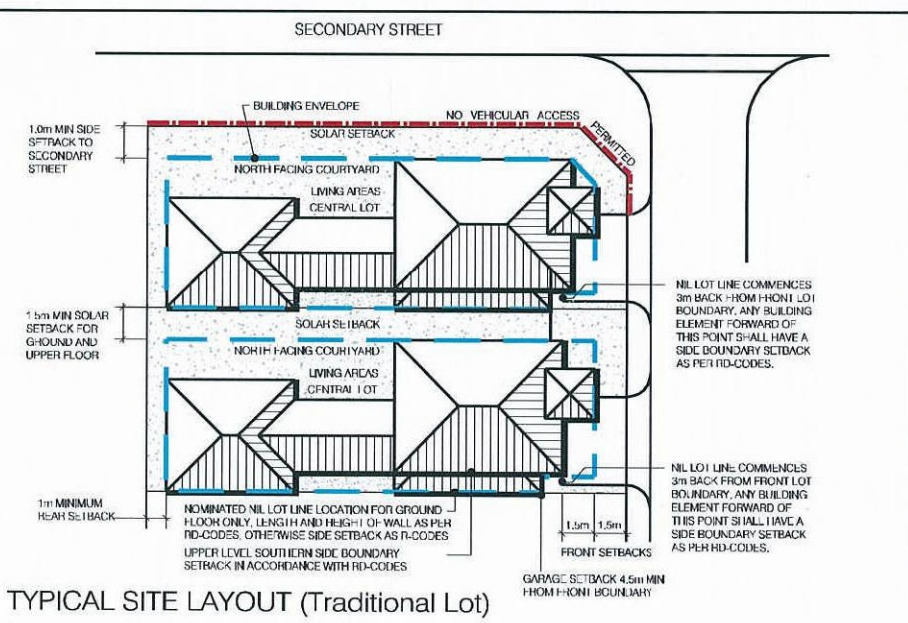 SECONDARY STREET
BUILDING ENVELOPE
NO VEHICULAR ACCESS
PERMITTED
SOLAR SETBACK
1.0m MIN SIDE
SETBACK TO
SECONDARY
STREET
NORTH FACING COURTYARD
LIVING AREAS
CENTRAL LOT
NIL LOT LINE COMMENCES
3m BACK FROM FRONT LOT
BOUNDARY. ANY BUILDING
ELEMENT FORWARD OF
THIS POINT SHALL HAVE A
SIDE BOUNDARY SETBACK
AS PER RD-CODES.
1.5m MIN SOLAR
SETBACK FOR
GROUND AND
UPPER FLOOR
SOLAR SETBACK
NORTH FACING COURTYARD
LIVING AREAS
CENTRAL LOT
NIL LOT LINE COMMENCES
3m BACK FROM FRONT LOT
BOUNDARY, ANY BUILDING
ELEMENT FORWARD OF
THIS POINT SHALL HAVE A
SIDE BOUNDARY SETBACK
AS PER RD-CODES.
1m MINIMUM
REAR SETBACK
NOMINATED NIL LOT LINE LOCATION FOR GROUND
FLOOR ONLY, LENGTH AND HEIGHT OF WALL AS PER
RD-CODES, OTHERWISE SIDE SETBACK AS R-CODES
UPPER LEVEL SOUTHERN SIDE BOUNDARY
SETBACK IN ACCORDANCE WITH RD-CODES
1.5m 1.5m
FRONT SETBACKS
GARAGE SETBACK 4.5m MIN
FROM FRONT BOUNDARY
TYPICAL SITE LAYOUT (Traditional Lot)